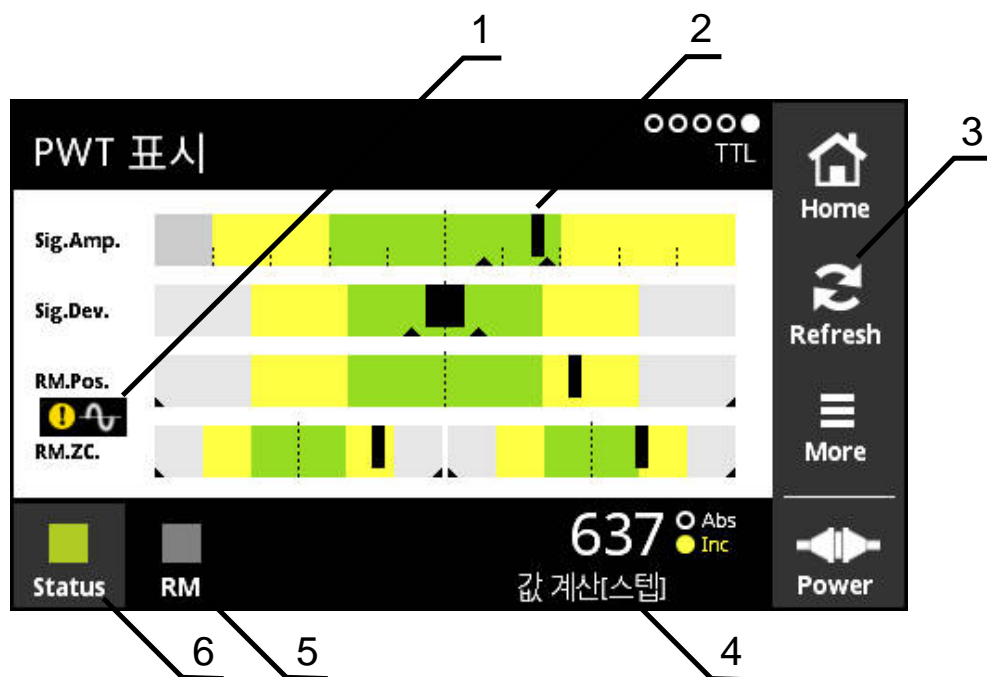 1
2
3
PWT 표시
TTL
Home
Sig.Amp.
Sig.Dev.
Refresh
RM.Pos.
RM.ZC.
More
637
Abs
Inc
Status
RM
값 계산[스텝]
Power
6
5
4